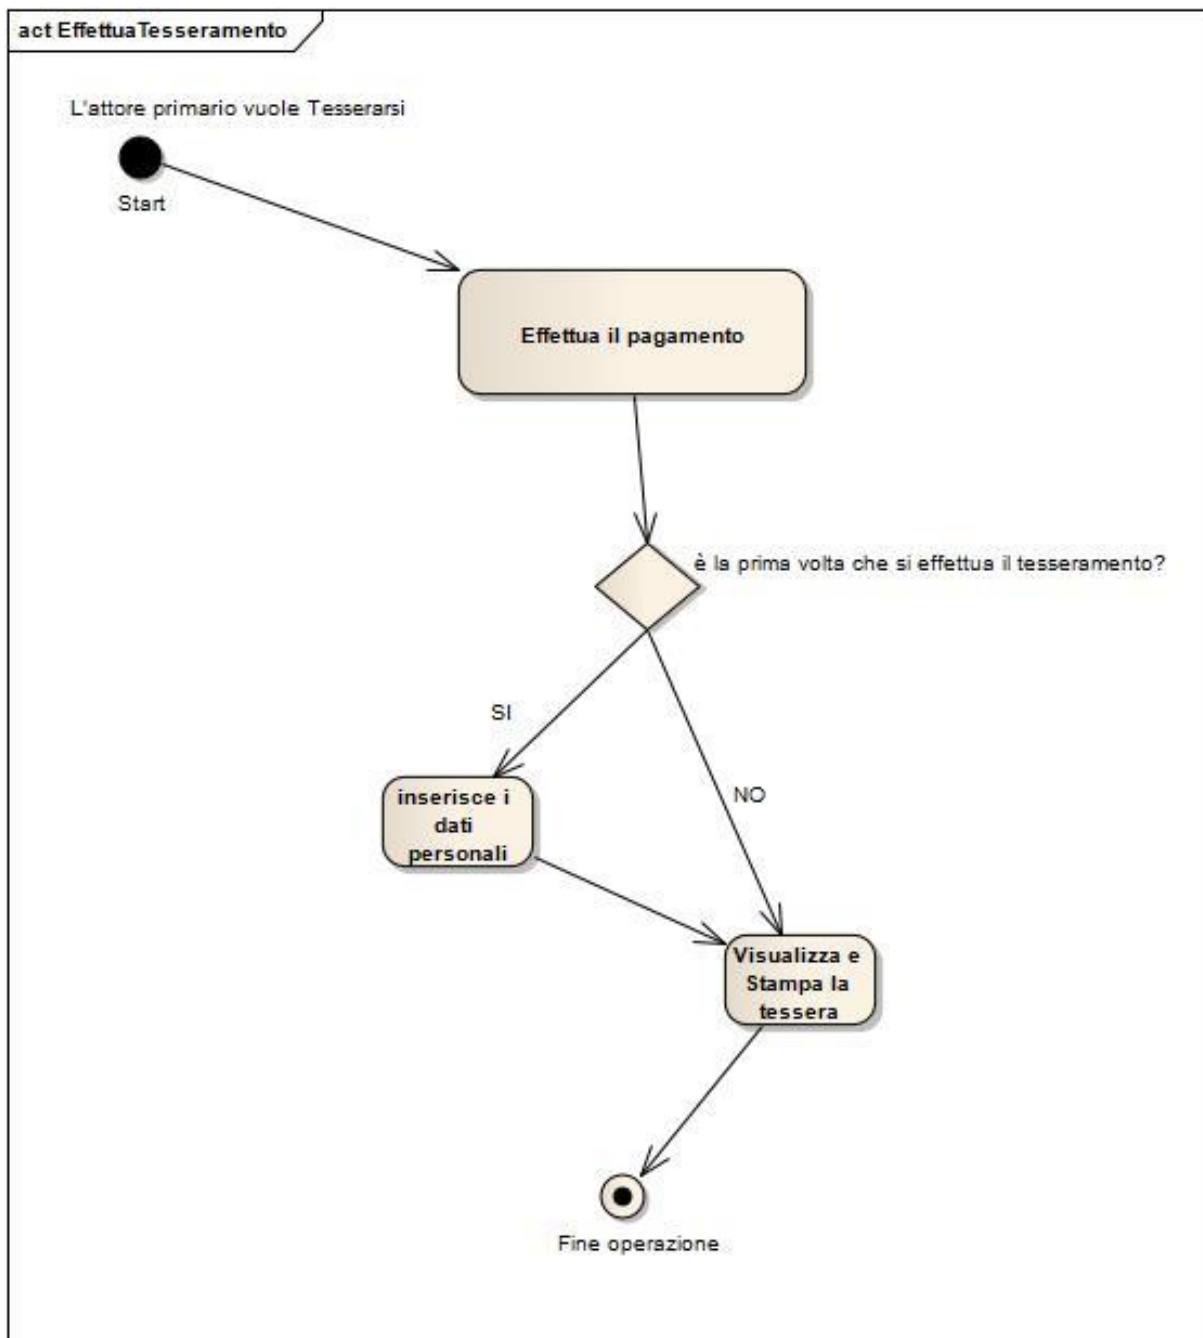 act EffettuaTesseramento
L'attore primario vuole Tesserarsi
Start
Effettua il pagamento
è la prima volta che si effettua il tesseramento?
SI
NO
inserisce i
dati
personali
Visualizza e
Stampa la
tessera
Fine operazione